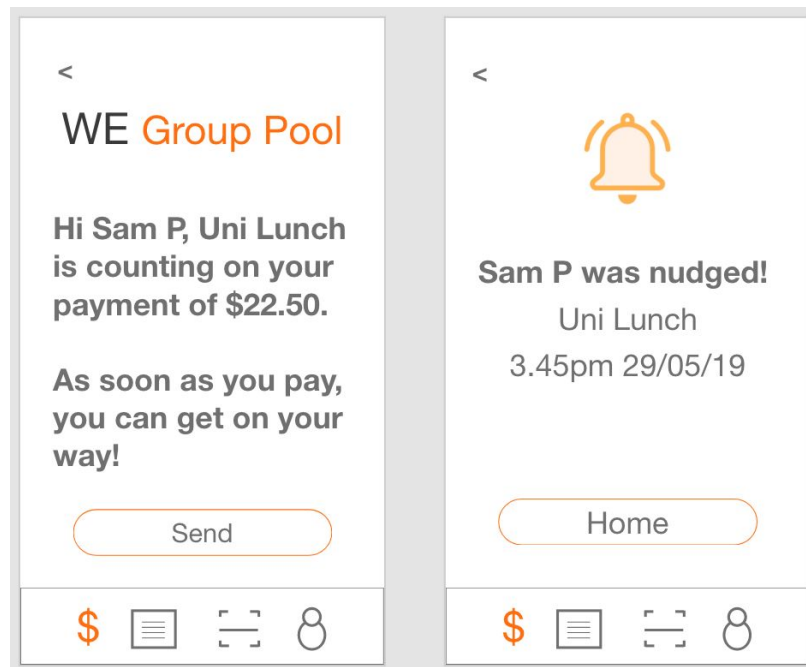 <
WE Group Pool
Hi Sam P, Uni Lunch
is counting on your
payment of $22.50.
As soon as you pay,
you can get on your
way!
Send
$
<
Sam P was nudged!
Uni Lunch
3.45pm 29/05/19
Home
$